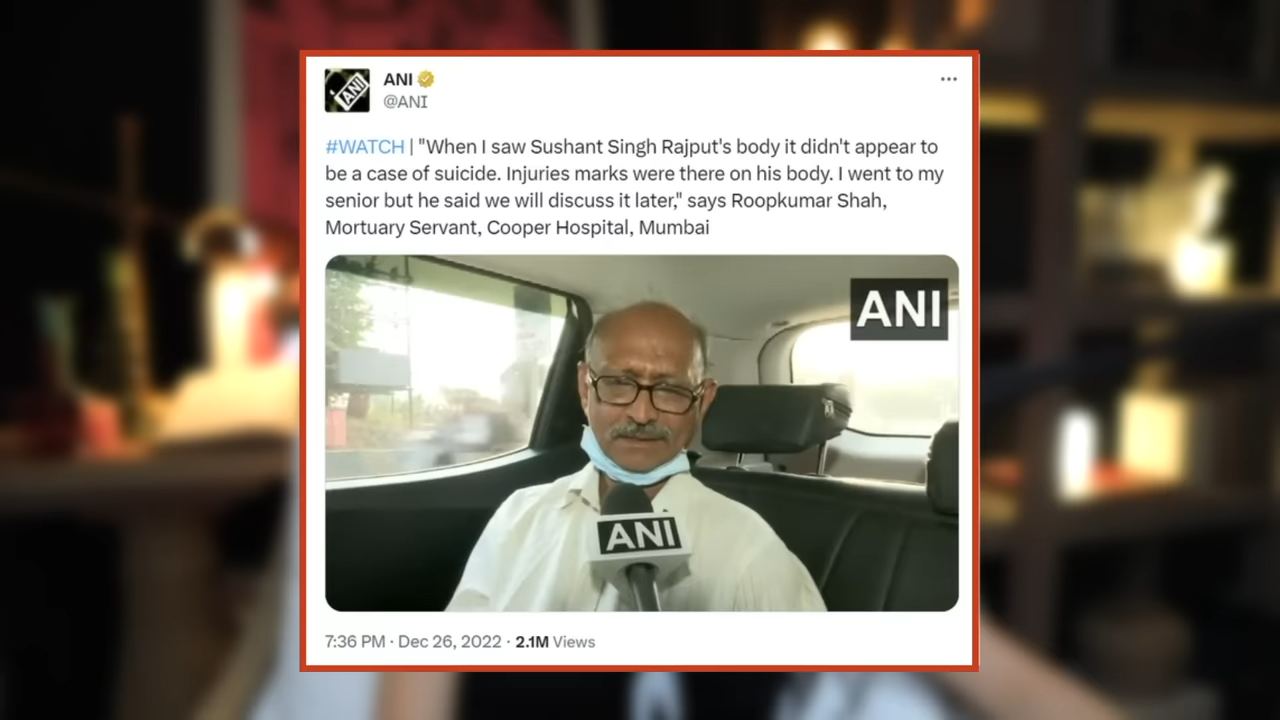 ANI
ANI
@ANI
#WATCH | "When I saw Sushant Singh Rajput's body it didn't appear to
be a case of suicide. Injuries marks were there on his body. I went to my
senior but he said we will discuss it later," says Roopkumar Shah,
Mortuary Servant, Cooper Hospital, Mumbai
ANI
ANI
7:36 PM · Dec 26, 2022 · 2.1M Views